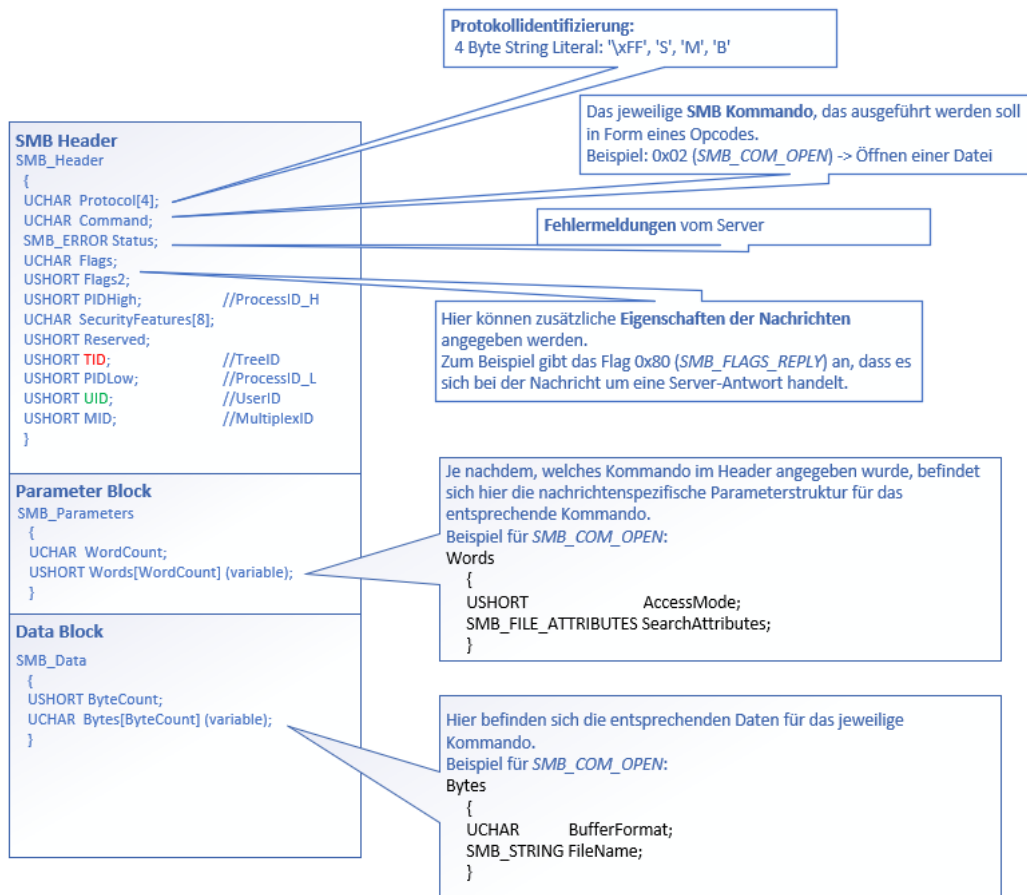 Protokollidentifizierung:
4 Byte String Literal: '\xFF', 'S', 'M', 'B'
Das jeweilige SMB Kommando, das ausgeführt werden soll
in Form eines Opcodes.
Beispiel: 0x02 (SMB_COM_OPEN) -> Öffnen einer Datei
Fehlermeldungen vom Server
Hier können zusätzliche Eigenschaften der Nachrichten
angegeben werden.
Zum Beispiel gibt das Flag 0x80 (SMB_FLAGS_REPLY) an, dass es
sich bei der Nachricht um eine Server-Antwort handelt.
SMB Header
SMB_Header
{
UCHAR Protocol[4];
UCHAR Command;
SMB_ERROR Status;
UCHAR Flags;
USHORT Flags2;
USHORT PIDHigh; //ProcessID_H
UCHAR SecurityFeatures[8];
USHORT Reserved;
USHORT TID; //TreeID
USHORT PIDLow; //ProcessID_L
USHORT UID; //UserID
USHORT MID; //MultiplexID
}
Parameter Block
SMB_Parameters
{
UCHAR WordCount;
USHORT Words[WordCount] (variable);
}
Je nachdem, welches Kommando im Header angegeben wurde, befindet
sich hier die nachrichtenspezifische Parameterstruktur für das
entsprechende Kommando.
Beispiel für SMB_COM_OPEN:
Words
{
USHORT AccessMode;
SMB_FILE_ATTRIBUTES SearchAttributes;
}
Data Block
SMB_Data
{
USHORT ByteCount;
UCHAR Bytes[ByteCount] (variable);
}
Hier befinden sich die entsprechenden Daten für das jeweilige
Kommando.
Beispiel für SMB_COM_OPEN:
Bytes
{
UCHAR BufferFormat;
SMB_STRING FileName;
}